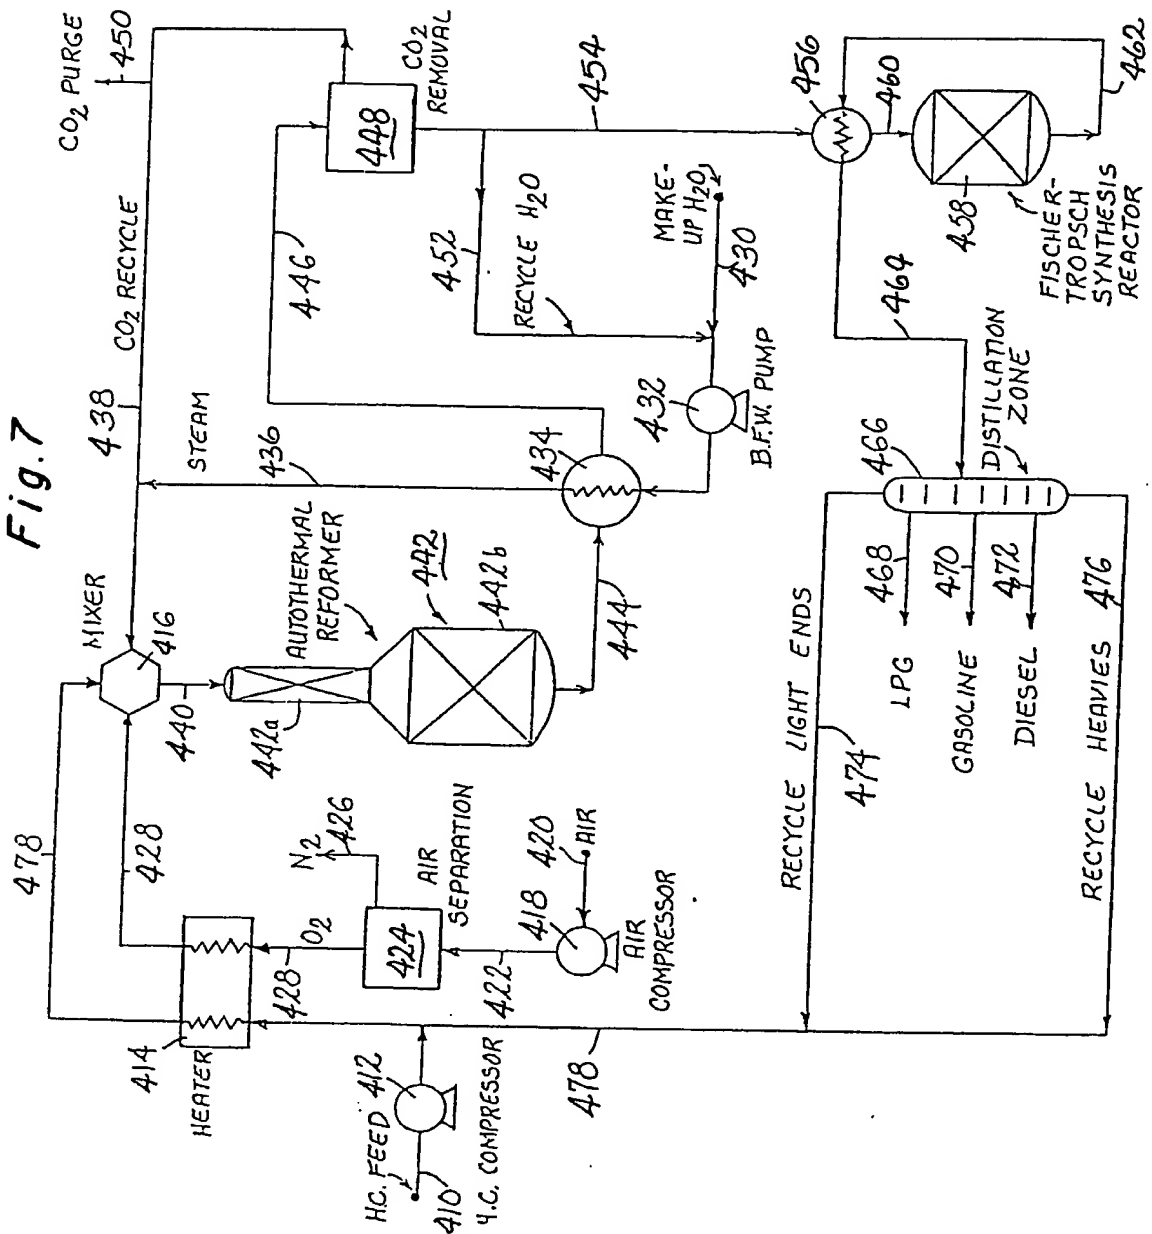 Fig. 7
CO2 PURGE
450
CO2 RECYCLE
438
STEAM
436
MIXER
416
478
428
440
414
HEATER
446
448
CO2
REMOVAL
454
452
RECYCLE H2O
MAKE-
UP H2O
430
432
B.F.W. PUMP
434
AUTOTHERMAL
REFORMER
442
442a
442b
444
N2
426
AIR
SEPARATION
424
O2
428
422
418
420
AIR
AIR
COMPRESSOR
H.C. FEED
412
410
H.C. COMPRESSOR
478
456
460
462
458
FISCHER-
TROPSCH
SYNTHESIS
REACTOR
464
466
DISTILLATION
ZONE
468
LPG
470
GASOLINE
472
DIESEL
RECYCLE LIGHT ENDS
474
RECYCLE HEAVIES
476